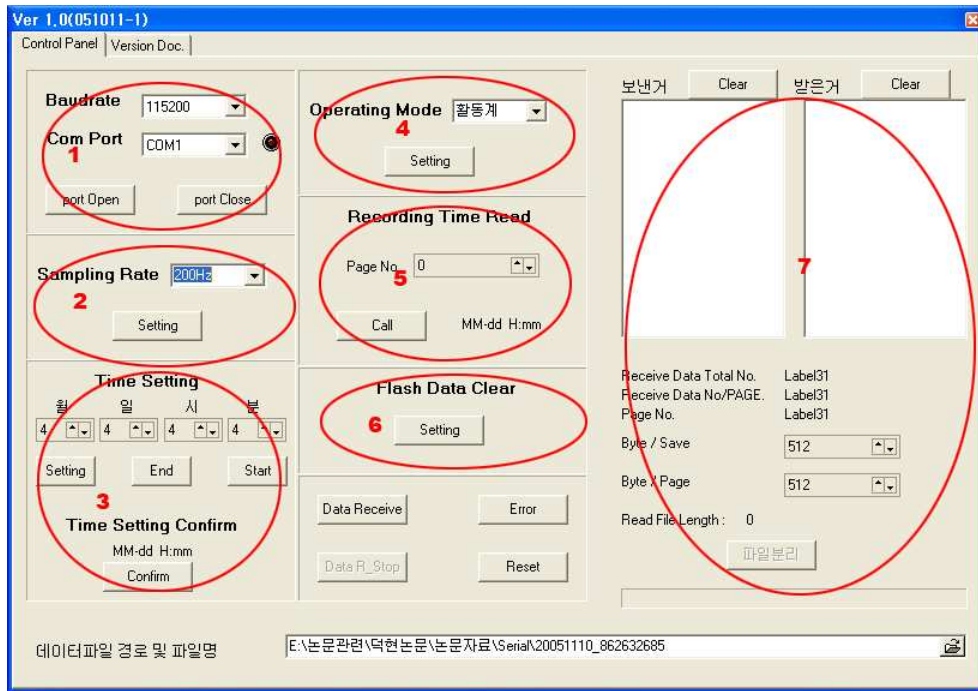 Ver 1.0(051011-1)
Control Panel
Version Doc.
Baudrate
115200
Com Port
COM1
1
port Open
port Close
Sampling Rate
200Hz
2
Setting
Time Setting
월 일 시 분
4 4 4 4
Setting
End
Start
3
Time Setting Confirm
MM-dd H:mm
Confirm
Operating Mode
활동계
4
Setting
Recording Time Read
Page No.
0
5
Call
MM-dd H:mm
Flash Data Clear
6
Setting
Data Receive
Error
Data R_Stop
Reset
보낸거
Clear
받은거
Clear
7
Receive Data Total No.
Label31
Receive Data No/PAGE.
Label31
Page No.
Label31
Byte / Save
512
Byte / Page
512
Read File Length : 0
파일분리
데이터파일 경로 및 파일명
E:\논문관련\덕현논문\논문자료\Serial\20051110_862632685